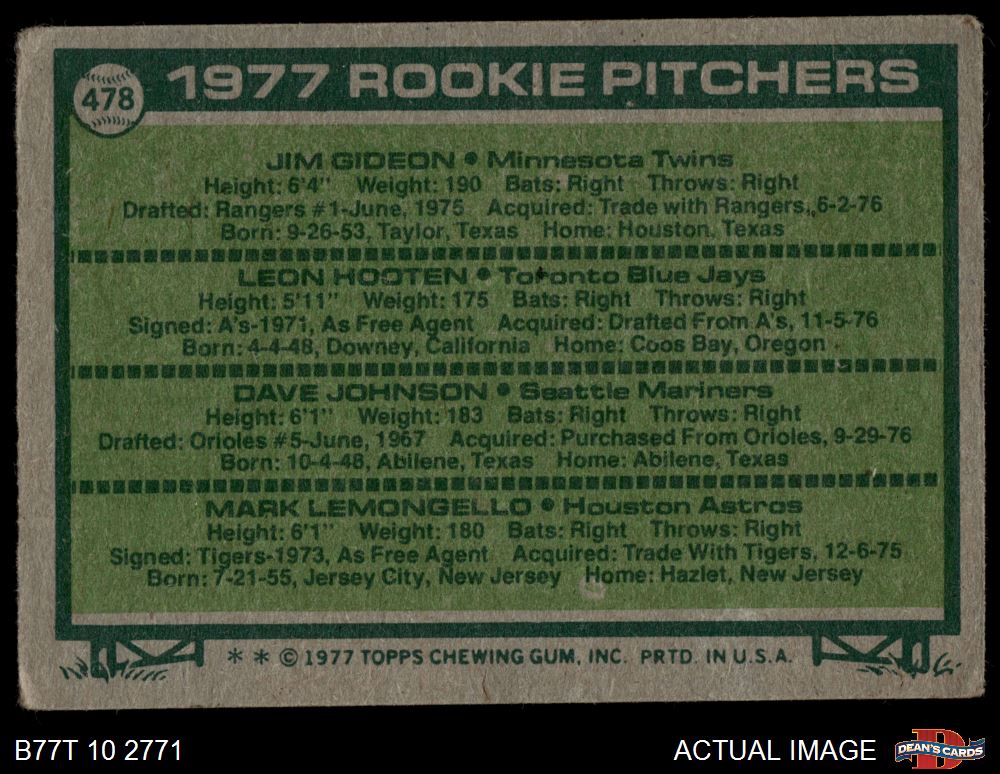 478
1977 ROOKIE PITCHERS
JIM GIDEON • Minnesota Twins
Height: 6'4" Weight: 190 Bats: Right Throws: Right
Drafted: Rangers #1-June, 1975 Acquired: Trade with Rangers, 6-2-76
Born: 9-26-53, Taylor, Texas Home: Houston, Texas
LEON HOOTEN • Toronto Blue Jays
Height: 5'11" Weight: 175 Bats: Right Throws: Right
Signed: A's-1971, As Free Agent Acquired: Drafted From A's, 11-5-76
Born: 4-4-48, Downey, California Home: Coos Bay, Oregon
DAVE JOHNSON • Seattle Mariners
Height: 6'1" Weight: 183 Bats: Right Throws: Right
Drafted: Orioles #5-June, 1967 Acquired: Purchased From Orioles, 9-29-76
Born: 10-4-48, Abilene, Texas Home: Abilene, Texas
MARK LEMONGELLO • Houston Astros
Height: 6'1" Weight: 180 Bats: Right Throws: Right
Signed: Tigers-1973, As Free Agent Acquired: Trade With Tigers, 12-6-75
Born: 7-21-55, Jersey City, New Jersey Home: Hazlet, New Jersey
* * © 1977 TOPPS CHEWING GUM, INC. PRTD. IN U.S.A.
B77T 10 2771
ACTUAL IMAGE
DEAN'S CARDS